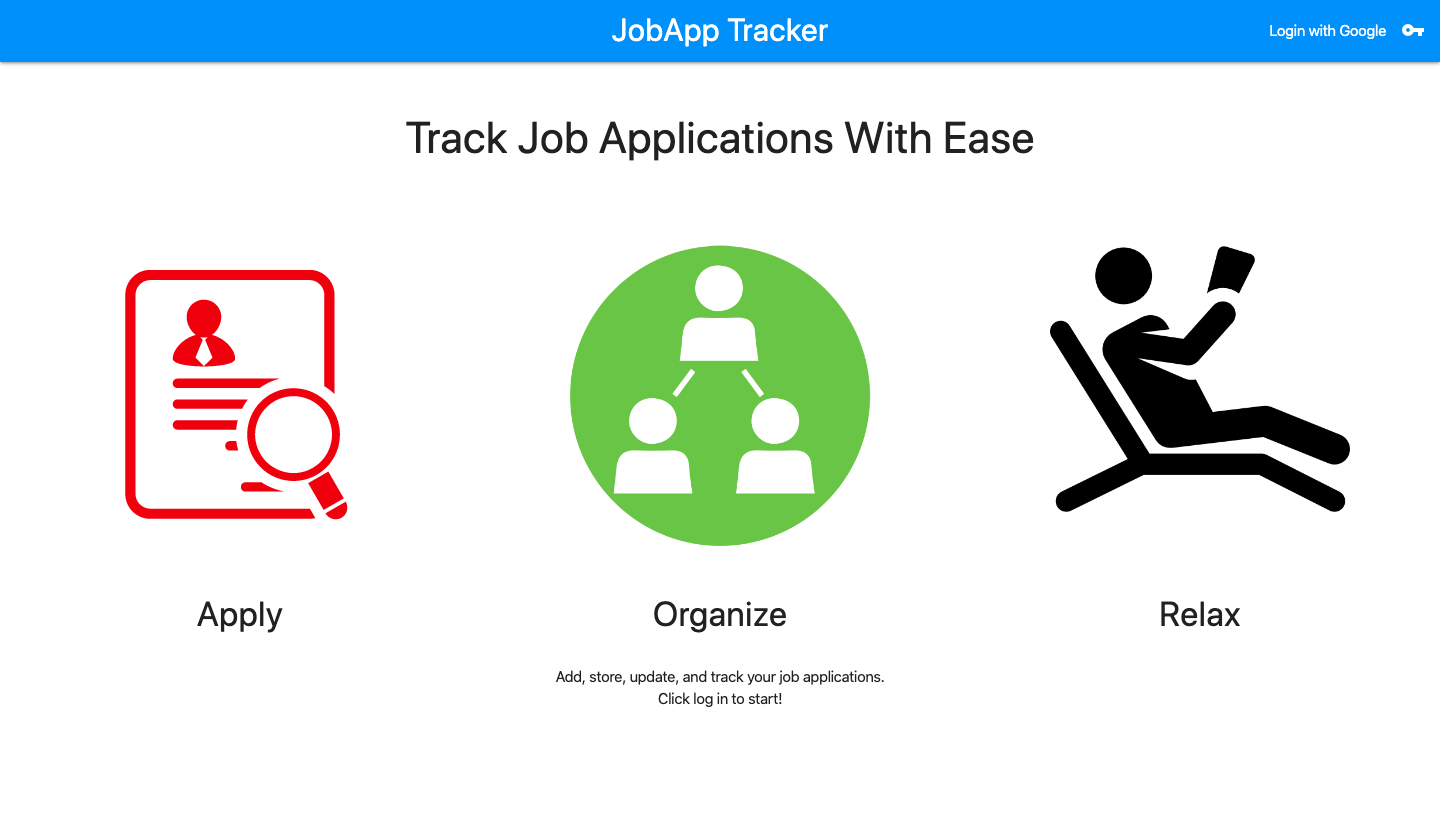 JobApp Tracker
Login with Google
Track Job Applications With Ease
Apply
Organize
Relax
Add, store, update, and track your job applications.
Click log in to start!